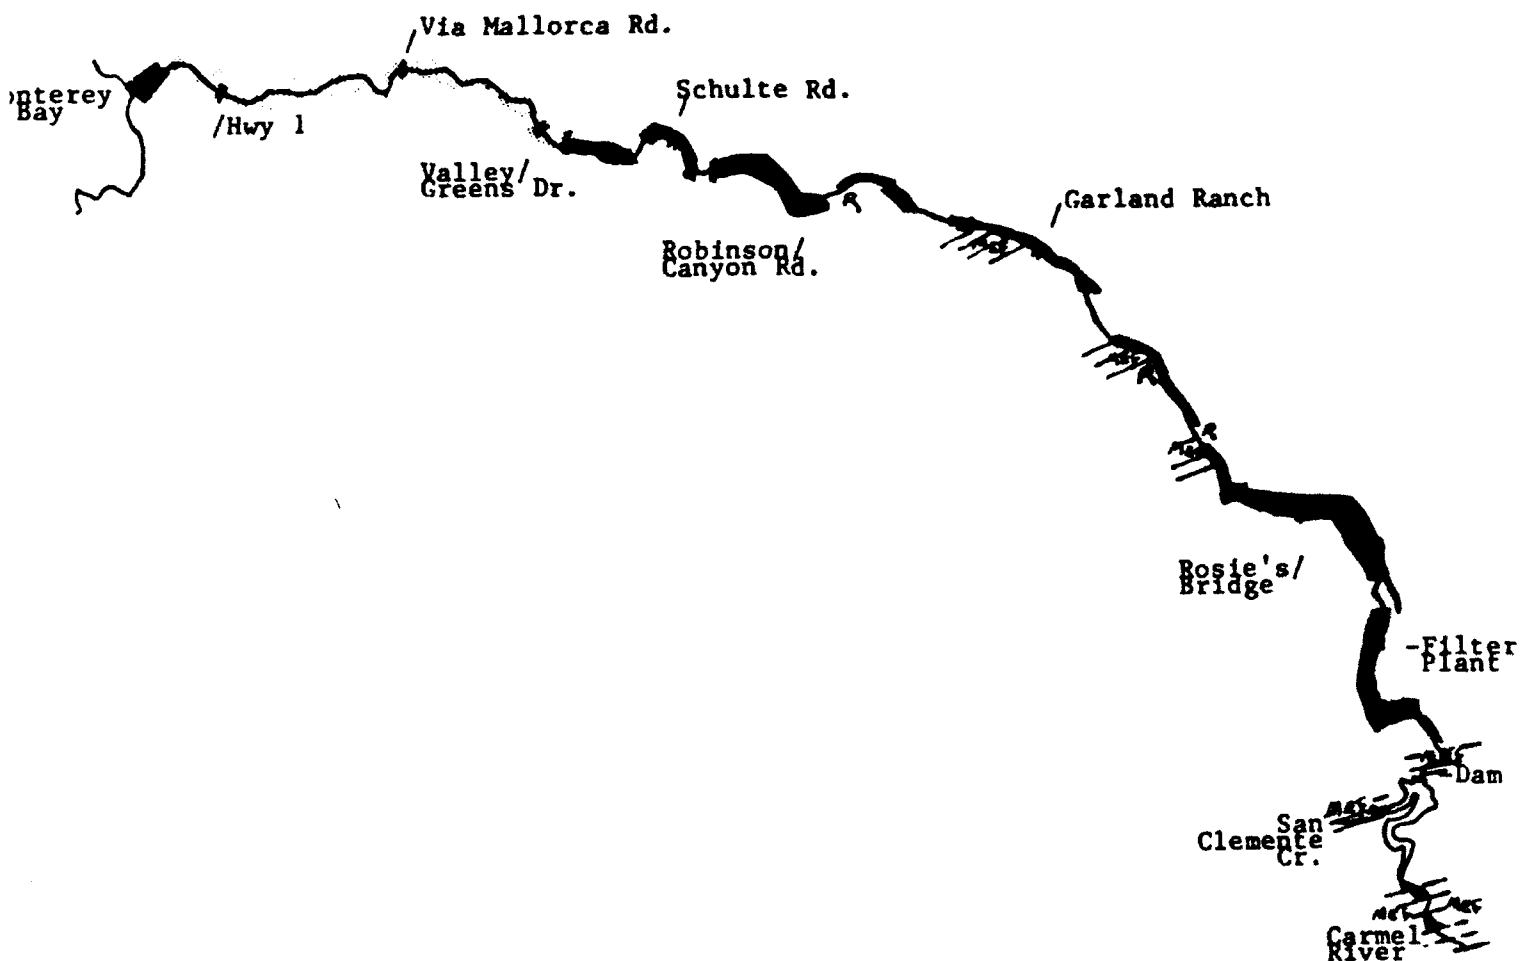 Via Mallorca Rd.
onterey
Bay
/Hwy 1
Schulte Rd.
Valley/
Greens Dr.
Garland Ranch
Robinson/
Canyon Rd.
R
R
R
Rosie's/
Bridge
-Filter
Plant
Dam
San
Clemente
Cr.
Carmel
River